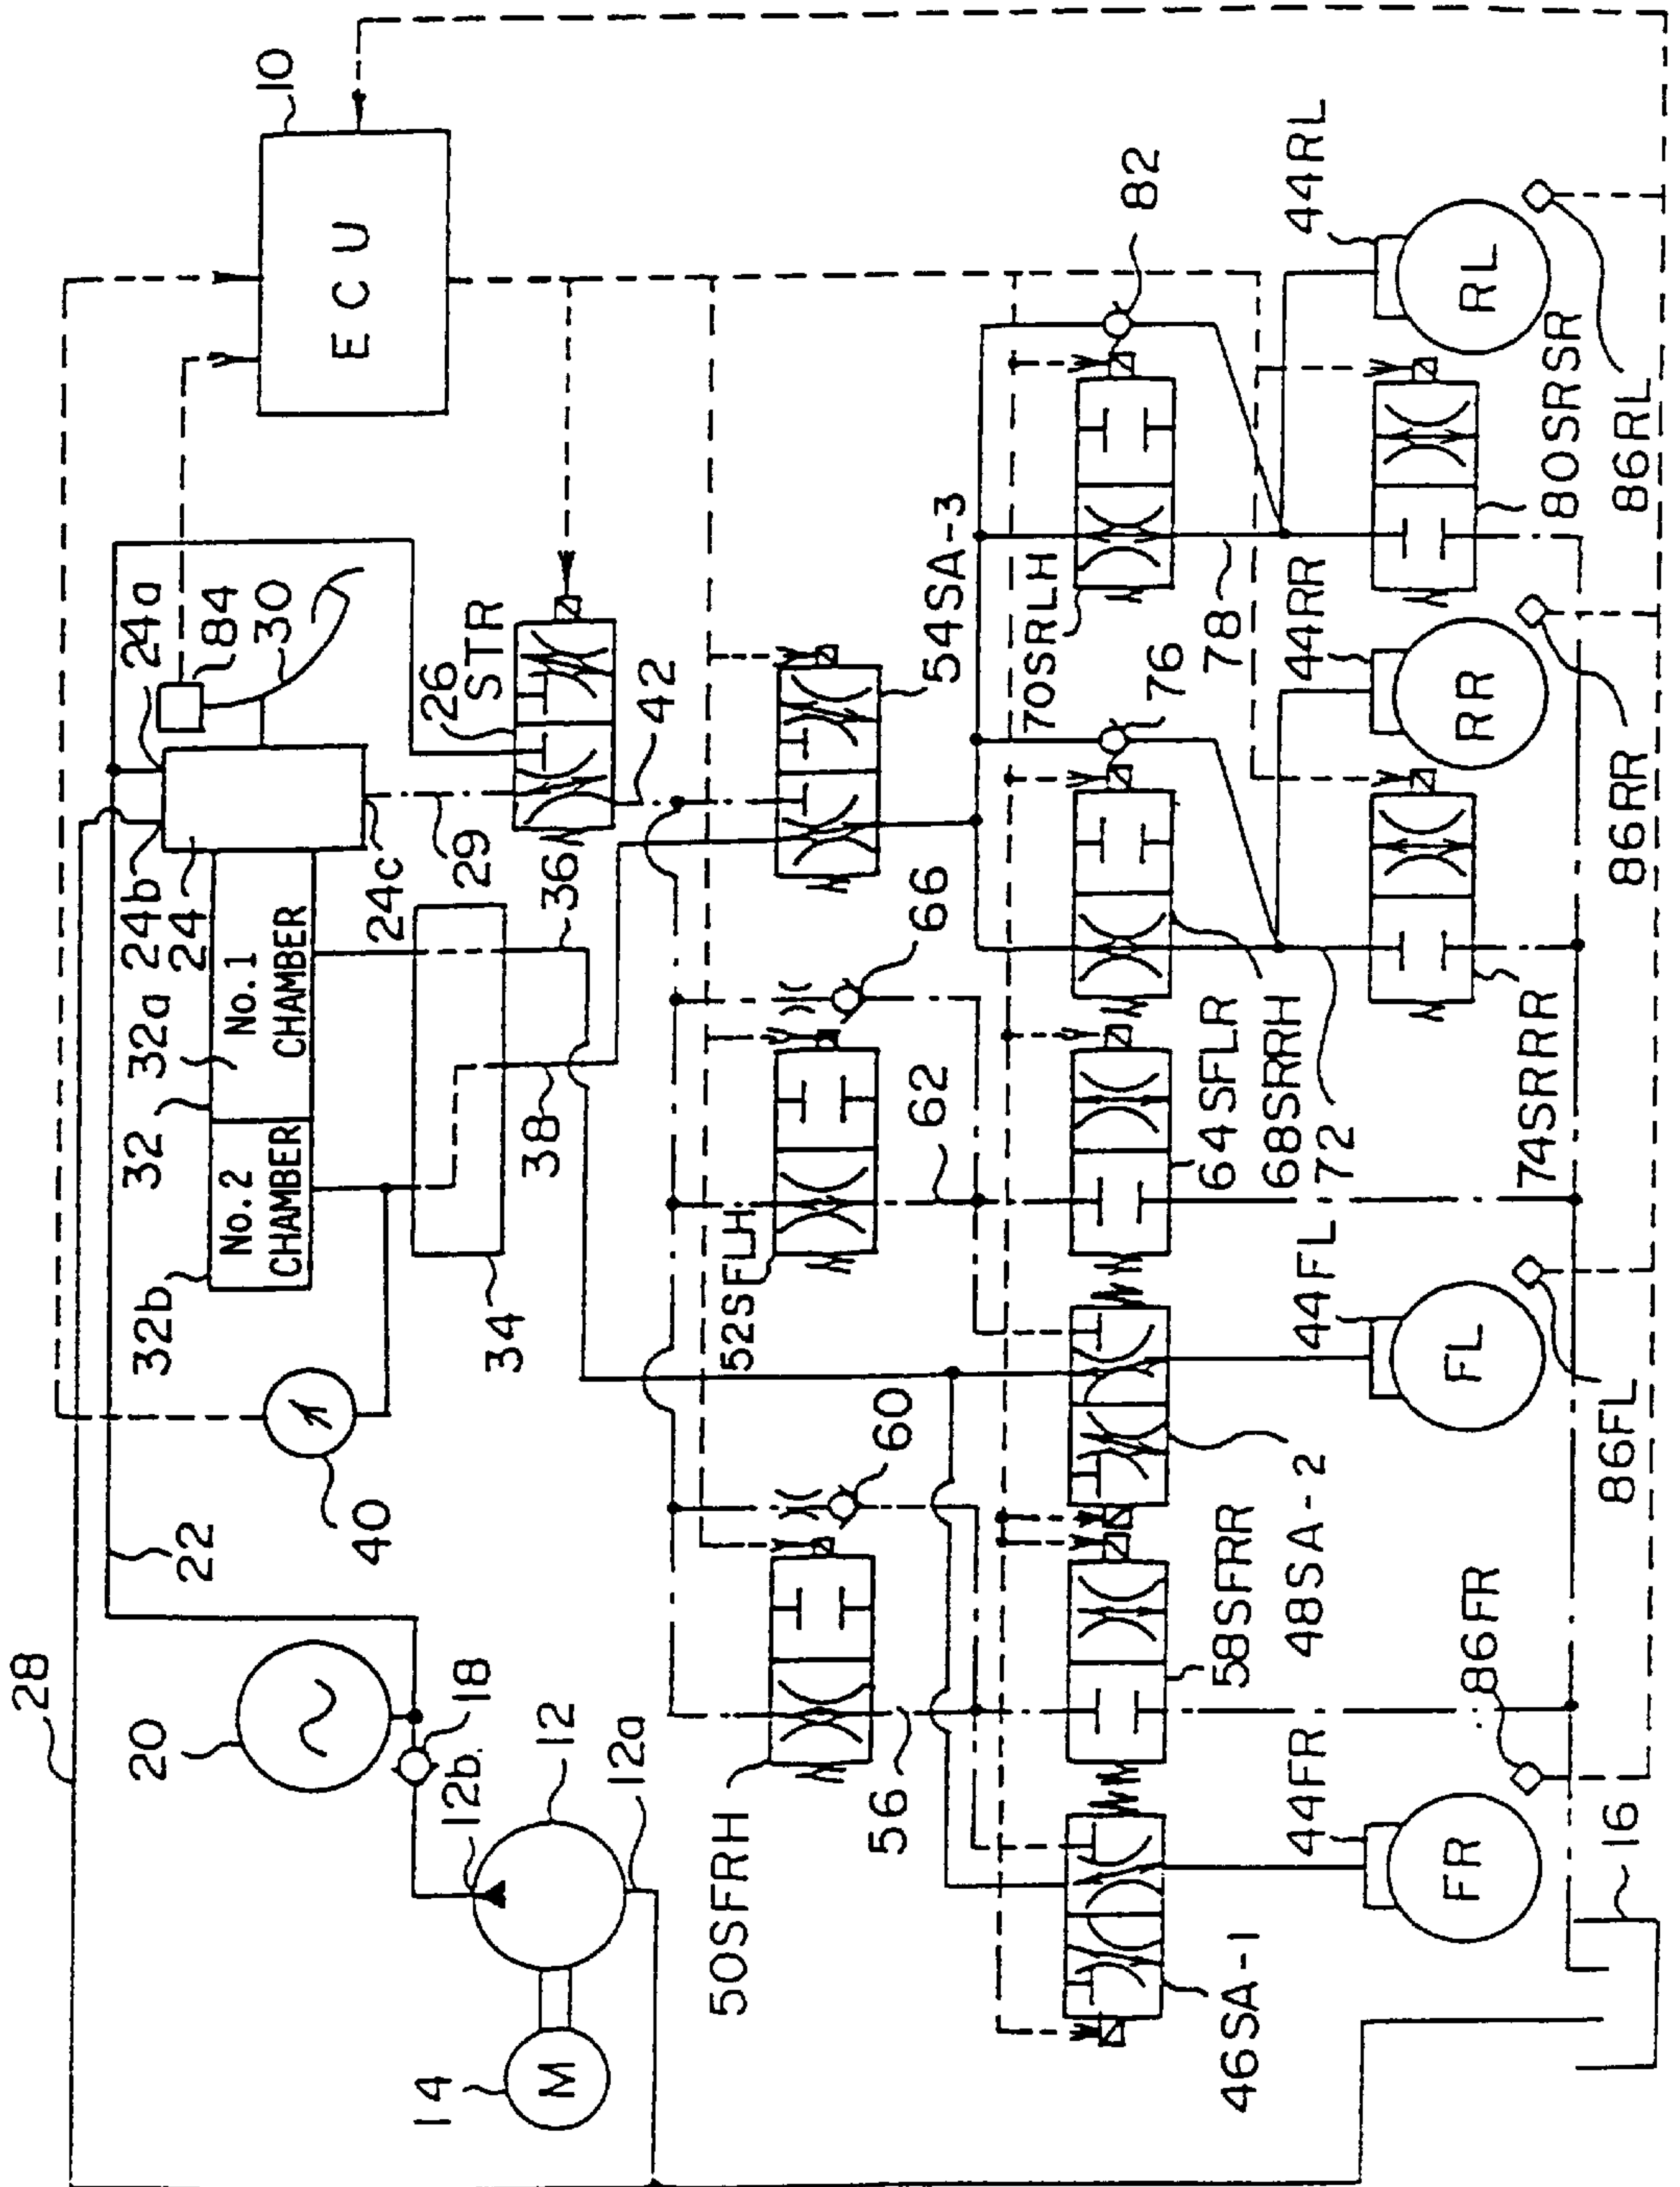 28
20
22
18
12b
12
12a
14
M
40
32b
32
32a
24
24b
24a
84
30
No.2
CHAMBER
No.1
CHAMBER
34
38
36
24c
29
26
STR
42
10
ECU
50SFRH
56
60
52SFLH
62
66
54SA-3
46SA-1
58SFRR
48SA-2
64SFLR
68SRRH
72
76
70SRLH
78
82
74SRRR
80SRSR
44FR
FR
86FR
44FL
FL
86FL
44RR
RR
86RR
44RL
RL
86RL
16